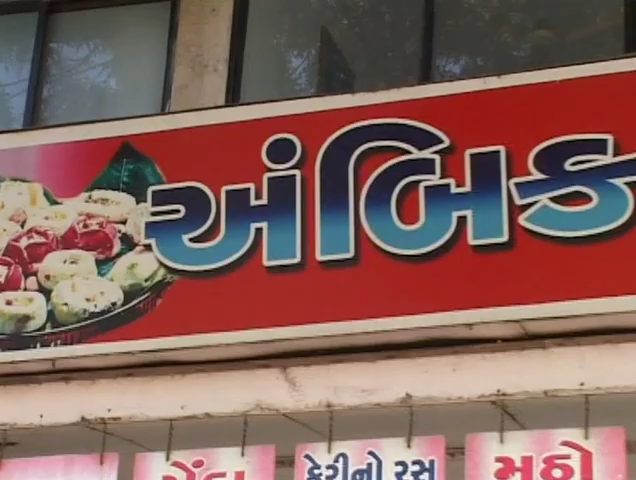 અંબિક
પેંડા
કેરીનો રસ
મઠો